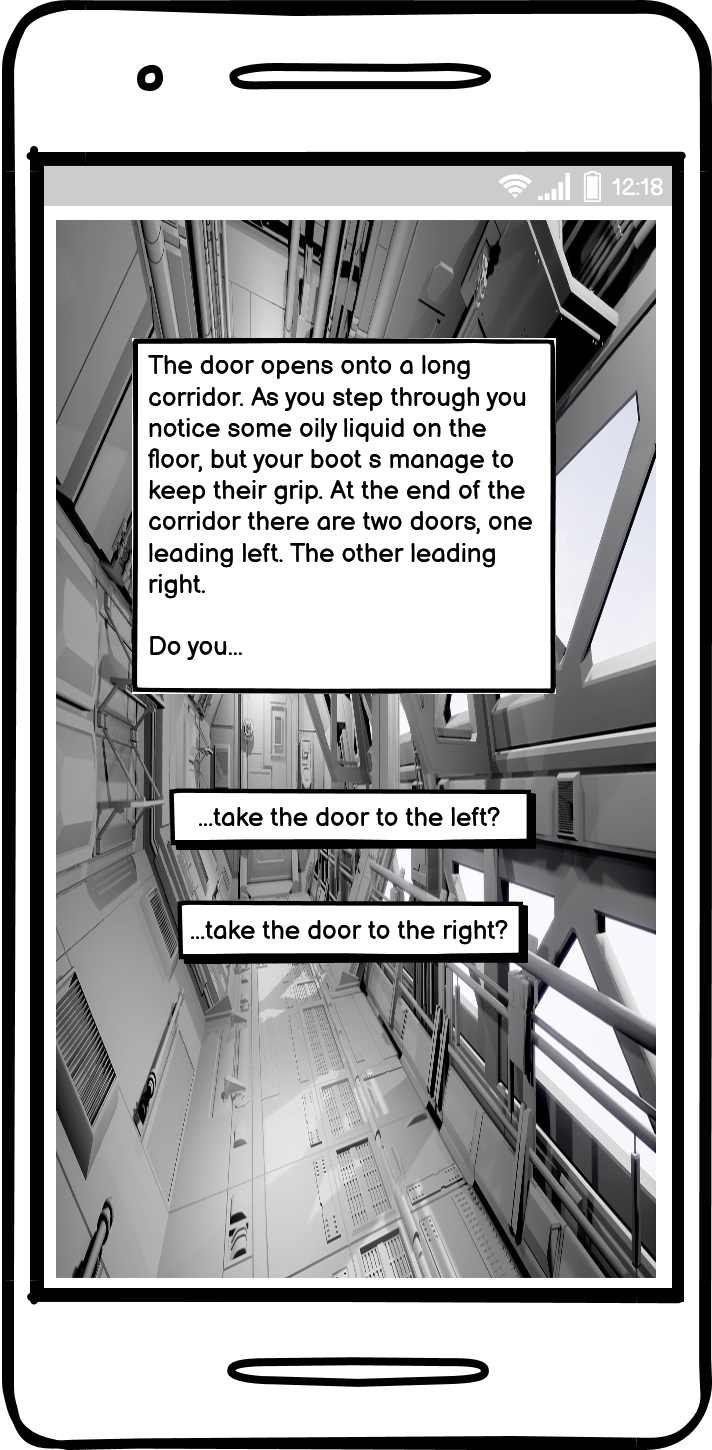 12:18
The door opens onto a long
corridor. As you step through you
notice some oily liquid on the
floor, but your boot s manage to
keep their grip. At the end of the
corridor there are two doors, one
leading left. The other leading
right.
Do you...
...take the door to the left?
...take the door to the right?